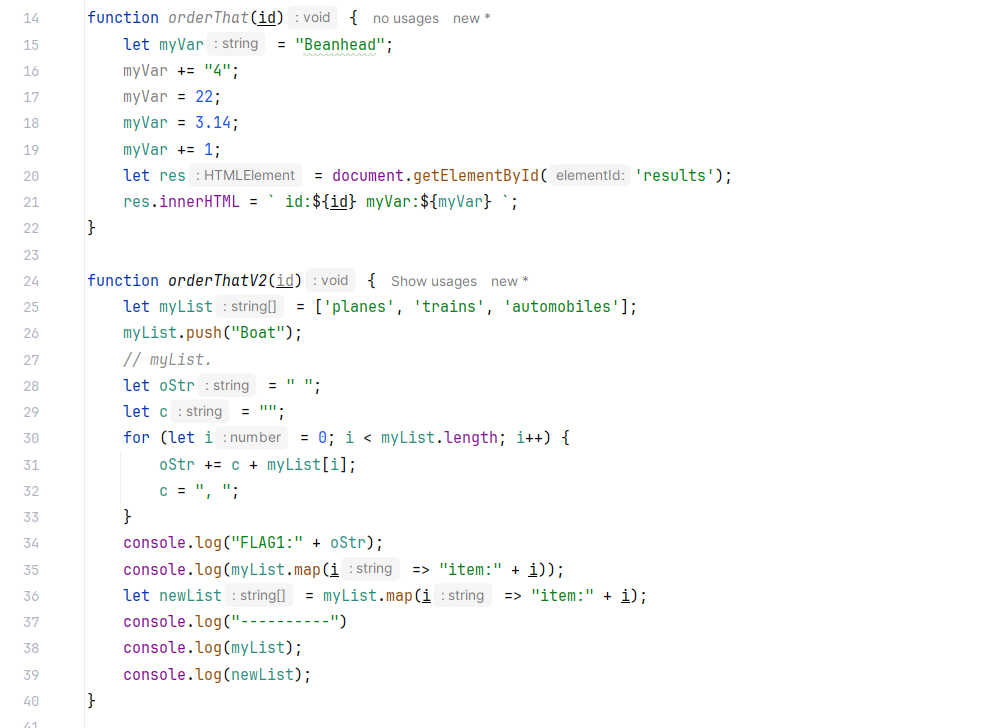 14 function orderThat(id) : void { no usages new *
15 let myVar : string = "Beanhead";
16 myVar += "4";
17 myVar = 22;
18 myVar = 3.14;
19 myVar += 1;
20 let res : HTMLElement = document.getElementById( elementId: 'results');
21 res.innerHTML = ` id:${id} myVar:${myVar} `;
22 }
23
24 function orderThatV2(id) : void { Show usages new *
25 let myList : string[] = ['planes', 'trains', 'automobiles'];
26 myList.push("Boat");
27 // myList.
28 let oStr : string = " ";
29 let c : string = "";
30 for (let i : number = 0; i < myList.length; i++) {
31 oStr += c + myList[i];
32 c = ", ";
33 }
34 console.log("FLAG1:" + oStr);
35 console.log(myList.map(i : string => "item:" + i));
36 let newList : string[] = myList.map(i : string => "item:" + i);
37 console.log("----------")
38 console.log(myList);
39 console.log(newList);
40 }
41